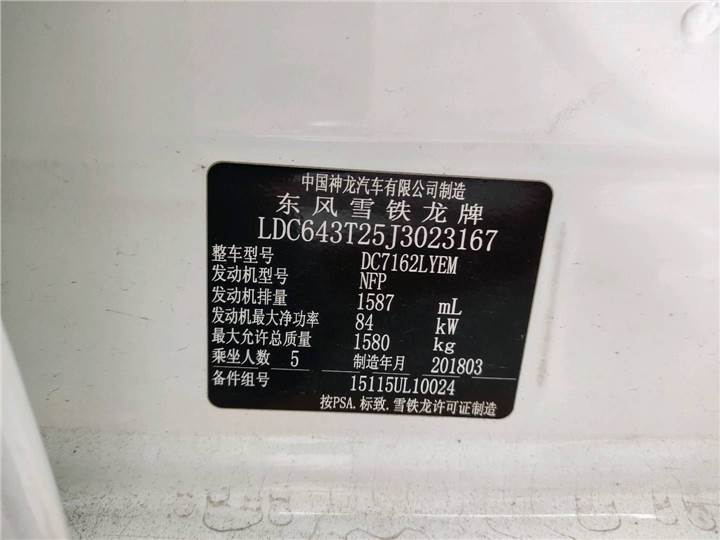 中国神龙汽车有限公司制造
东风雪铁龙牌
LDC643T25J3023167
整车型号 DC7162LYEM
发动机型号 NFP
发动机排量 1587 mL
发动机最大净功率 84 kW
最大允许总质量 1580 kg
乘坐人数 5 制造年月 201803
备件组号 15115UL10024
按PSA.标致.雪铁龙许可证制造